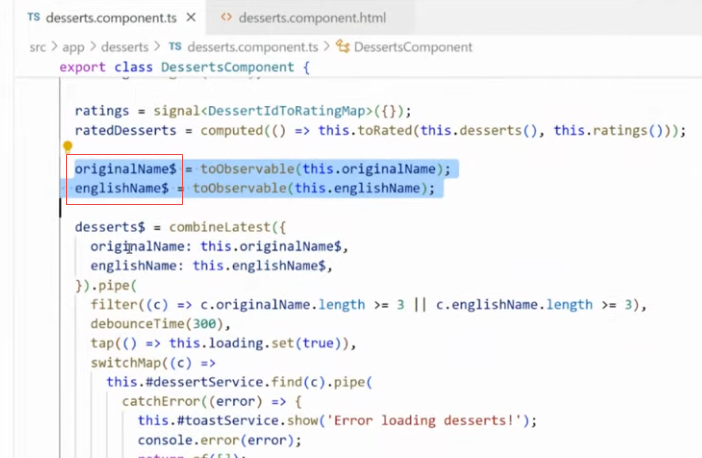 TS desserts.component.ts × <> desserts.component.html
src > app > desserts > TS desserts.component.ts > DessertsComponent
export class DessertsComponent {
ratings = signal<DessertIdToRatingMap>({});
ratedDesserts = computed(() => this.toRated(this.desserts(), this.ratings()));
originalName$ = toObservable(this.originalName);
englishName$ = toObservable(this.englishName);
desserts$ = combineLatest({
originalName: this.originalName$,
englishName: this.englishName$,
}).pipe(
filter((c) => c.originalName.length >= 3 || c.englishName.length >= 3),
debounceTime(300),
tap(() => this.loading.set(true)),
switchMap((c) =>
this.#dessertService.find(c).pipe(
catchError((error) => {
this.#toastService.show('Error loading desserts!');
console.error(error);